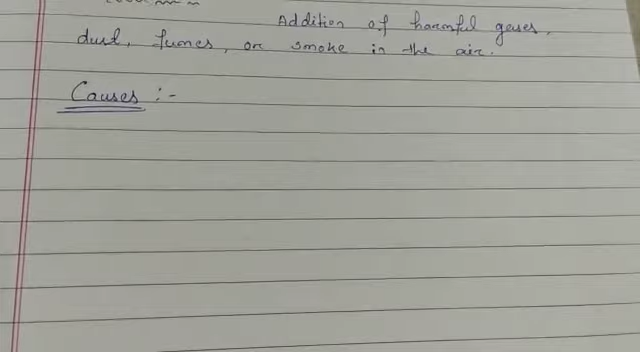 Addition of harmful gases,
dust, fumes, or smoke in the air.
Causes :-